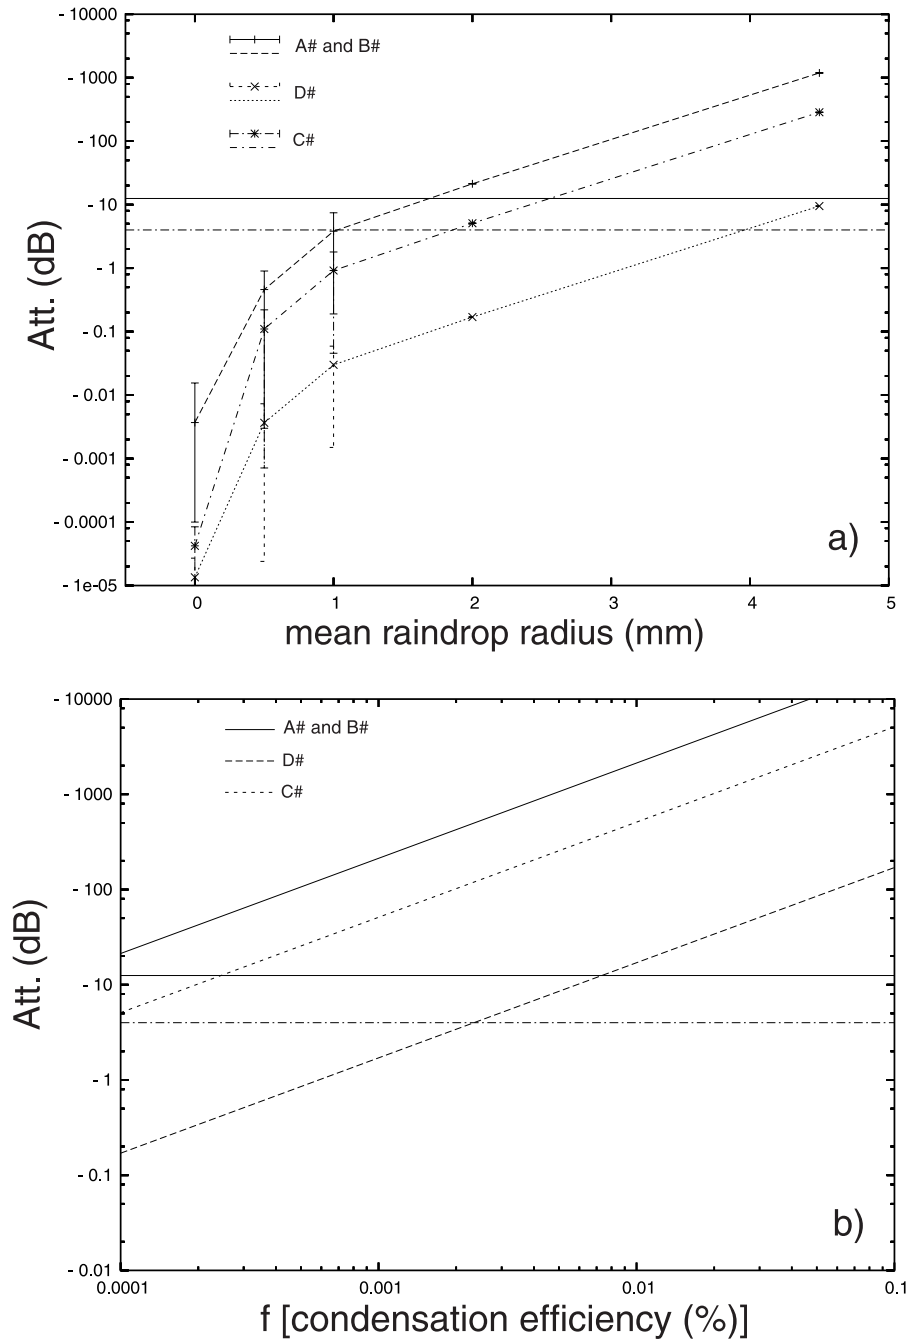 - 10000
- 1000
- 100
- 10
- 1
- 0.1
- 0.01
- 0.001
- 0.0001
- 1e-05
Att. (dB)
A# and B#
D#
C#
a)
0 1 2 3 4 5
mean raindrop radius (mm)
- 10000
- 1000
- 100
- 10
- 1
- 0.1
- 0.01
Att. (dB)
A# and B#
D#
C#
b)
0.0001 0.001 0.01 0.1
f [condensation efficiency (%)]